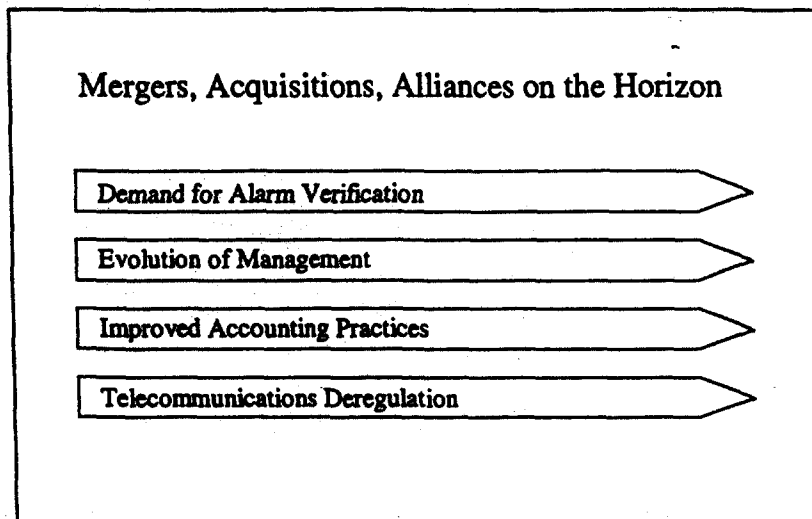 Mergers, Acquisitions, Alliances on the Horizon
Demand for Alarm Verification
Evolution of Management
Improved Accounting Practices
Telecommunications Deregulation